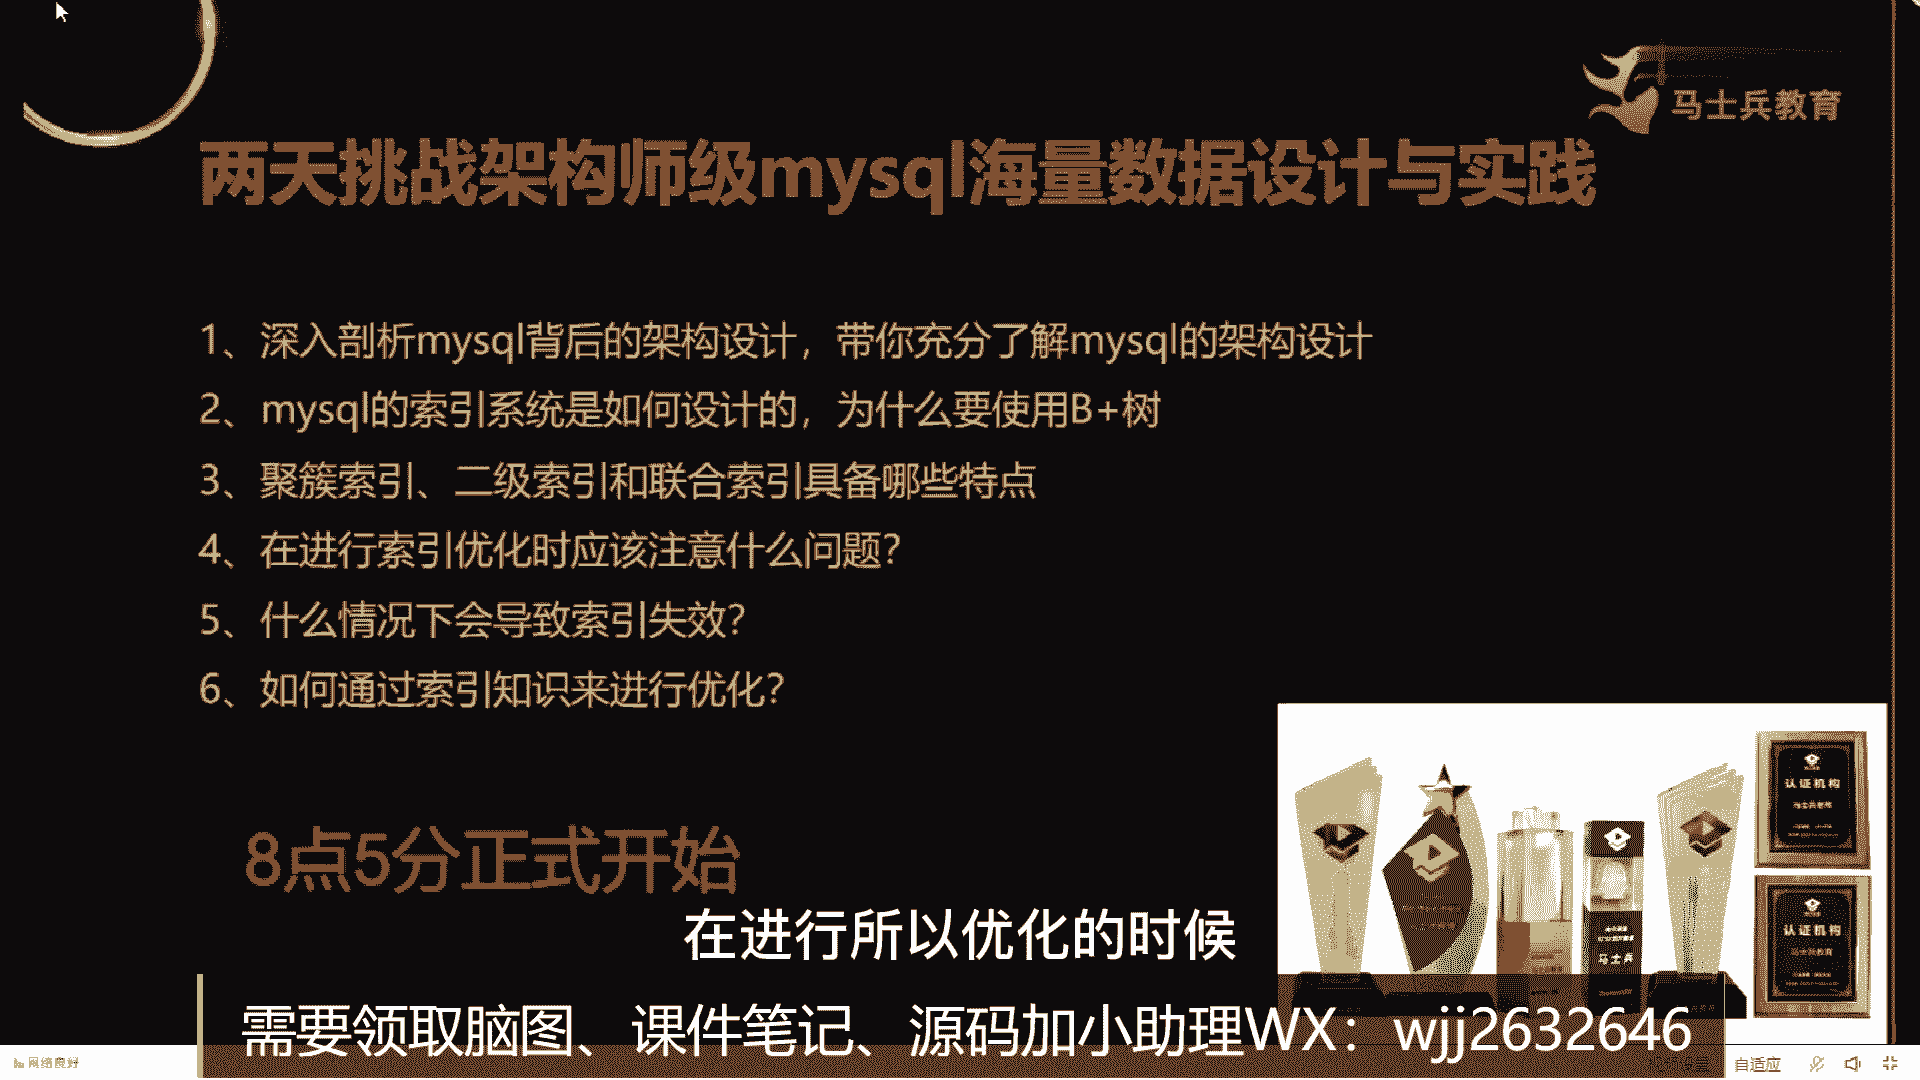 马士兵教育
两天挑战架构师级mysql海量数据设计与实践
1、深入剖析mysql背后的架构设计，带你充分了解mysql的架构设计
2、mysql的索引系统是如何设计的，为什么要使用B+树
3、聚簇索引、二级索引和联合索引具备哪些特点
4、在进行索引优化时应该注意什么问题?
5、什么情况下会导致索引失效?
6、如何通过索引知识来进行优化?
8点5分正式开始
认证机构
马士兵
认证机构
马士兵教育
在进行所以优化的时候
需要领取脑图、课件笔记、源码加小助理WX：wjj2632646
网络良好
自适应